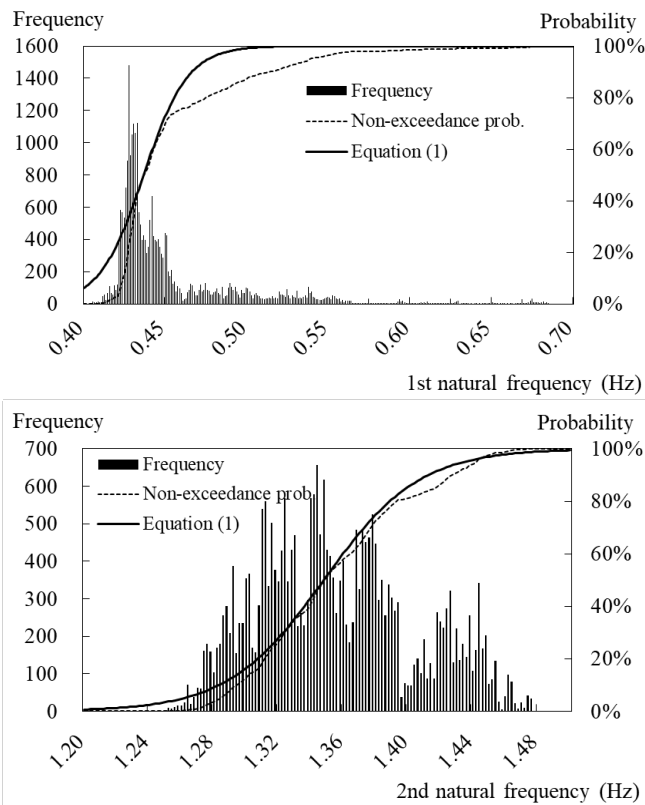 Frequency Probability
1600 100%
1400
1200 80%
1000 Frequency
60%
800 Non-exceedance prob.
600 Equation (1) 40%
400
20%
200
0 0%
0.40 0.45 0.50 0.55 0.60 0.65 0.70
1st natural frequency (Hz)
Frequency Probability
700 100%
Frequency
600 80%
Non-exceedance prob.
500 Equation (1)
400 60%
300 40%
200
20%
100
0 0%
1.20 1.24 1.28 1.32 1.36 1.40 1.44 1.48
2nd natural frequency (Hz)